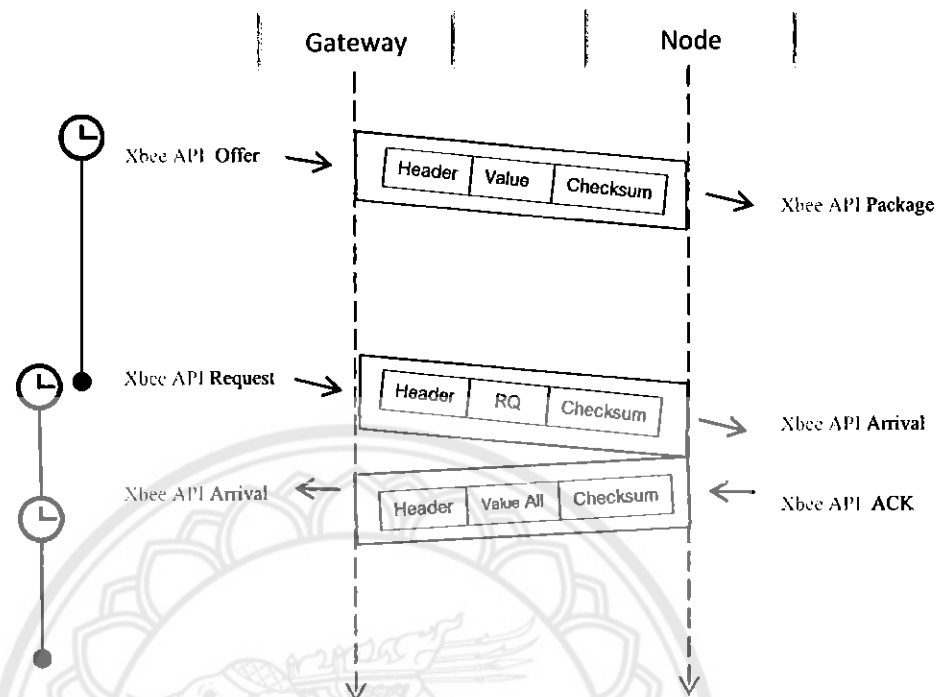 Gateway
Node
Xbee API Offer
Header
Value
Checksum
Xbee API Package
Xbee API Request
Header
RQ
Checksum
Xbee API Arrival
Xbee API Arrival
Header
Value All
Checksum
Xbee API ACK